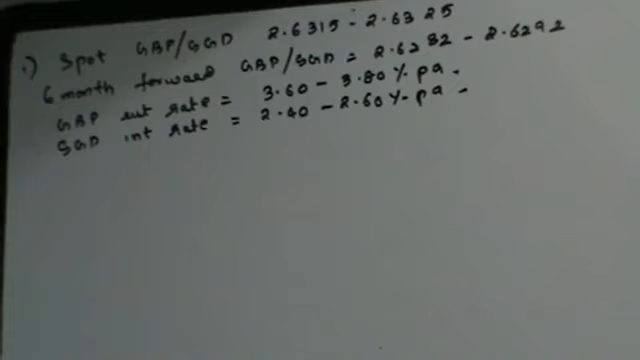 1) Spot GBP/SGD 2.6315 - 2.6325
6 month forward GBP/SGD = 2.6282 - 2.6292
GBP int rate = 3.60 - 3.80 % pa.
SGD int rate = 2.40 - 2.60 % pa -